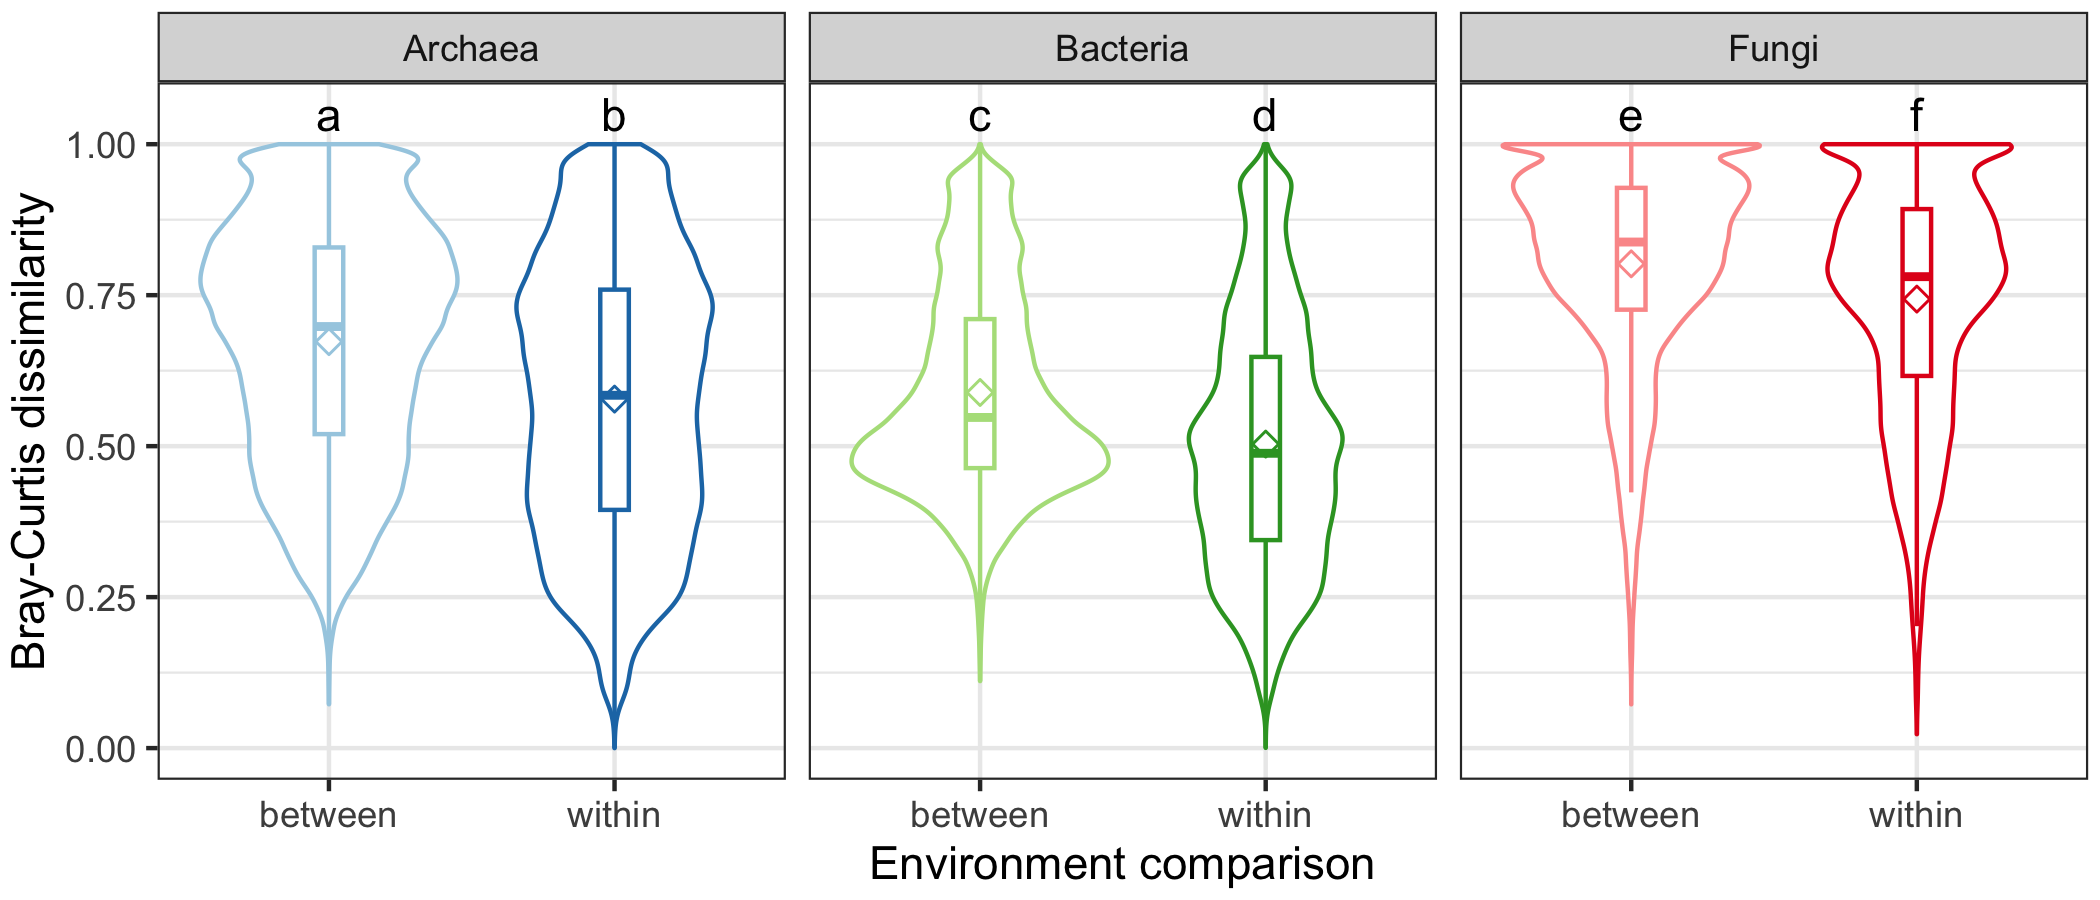 Archaea
Bacteria
Fungi
a
b
c
d
e
f
1.00
0.75
0.50
0.25
0.00
Bray-Curtis dissimilarity
between
within
between
within
between
within
Environment comparison